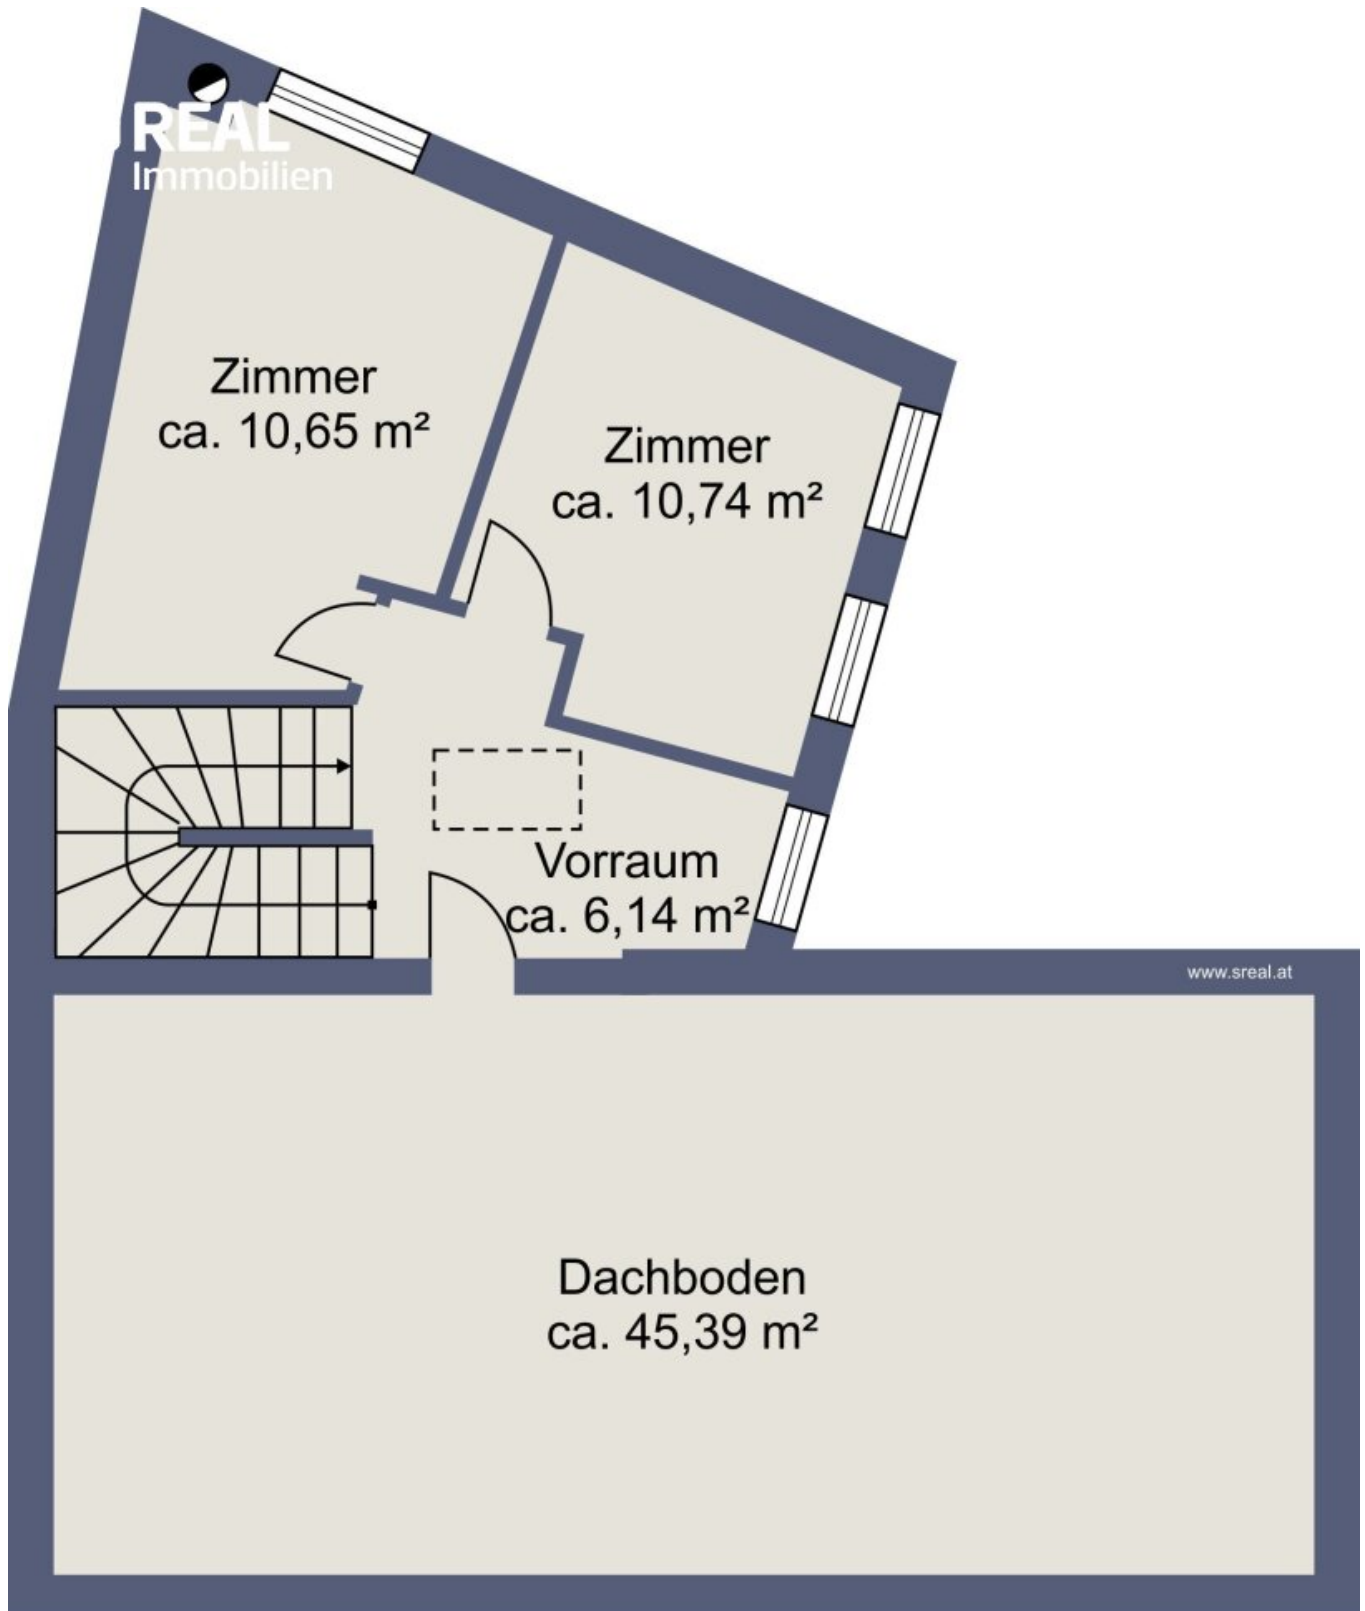 REAL
Immobilien
Zimmer
ca. 10,65 m²
Zimmer
ca. 10,74 m²
Vorraum
ca. 6,14 m²
www.sreal.at
Dachboden
ca. 45,39 m²